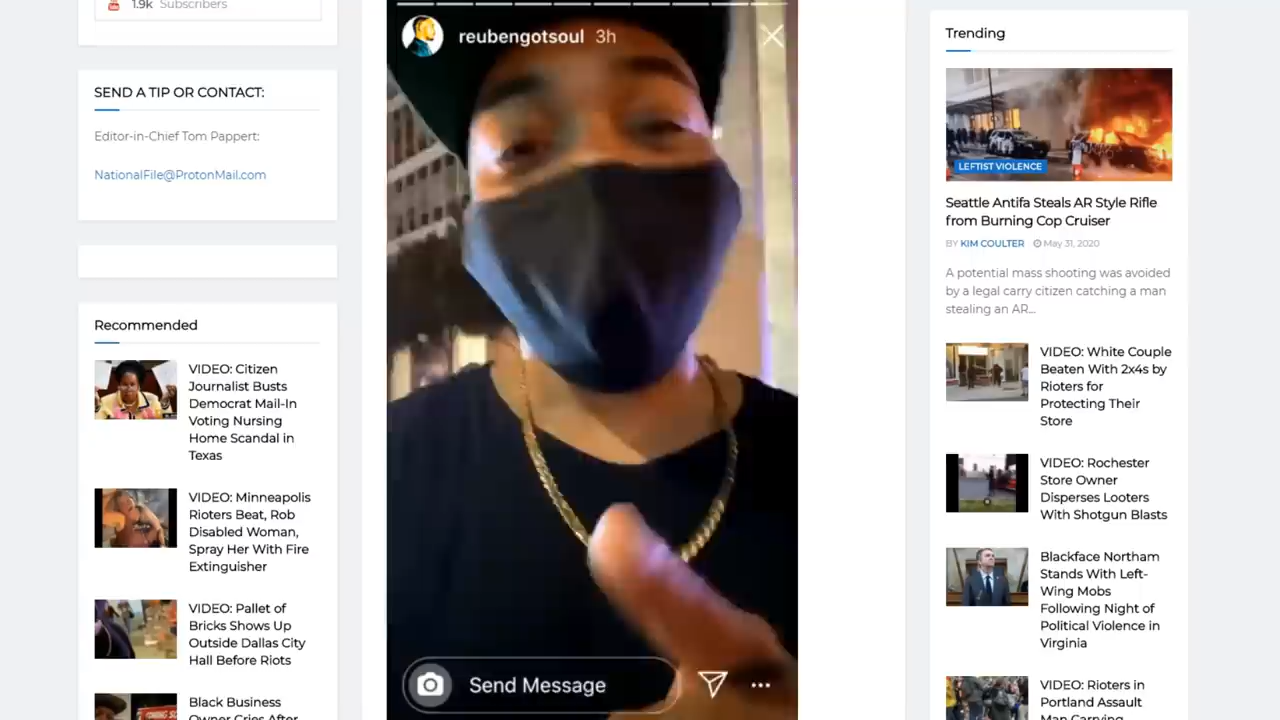 1.9k Subscribers
SEND A TIP OR CONTACT:
Editor-in-Chief Tom Pappert:
NationalFile@ProtonMail.com
Recommended
VIDEO: Citizen
Journalist Busts
Democrat Mail-In
Voting Nursing
Home Scandal in
Texas
VIDEO: Minneapolis
Rioters Beat, Rob
Disabled Woman,
Spray Her With Fire
Extinguisher
VIDEO: Pallet of
Bricks Shows Up
Outside Dallas City
Hall Before Riots
Black Business
Owner Cries After
reubengotsoul 3h
Send Message
Trending
LEFTIST VIOLENCE
Seattle Antifa Steals AR Style Rifle
from Burning Cop Cruiser
BY KIM COULTER May 31, 2020
A potential mass shooting was avoided
by a legal carry citizen catching a man
stealing an AR...
VIDEO: White Couple
Beaten With 2x4s by
Rioters for
Protecting Their
Store
VIDEO: Rochester
Store Owner
Disperses Looters
With Shotgun Blasts
Blackface Northam
Stands With Left-
Wing Mobs
Following Night of
Political Violence in
Virginia
VIDEO: Rioters in
Portland Assault
Man Carrying